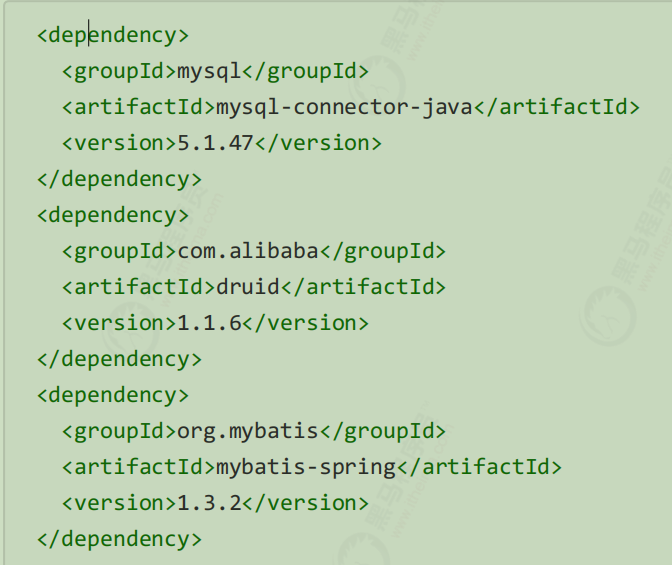 <dependency>
<groupId>mysql</groupId>
<artifactId>mysql-connector-java</artifactId>
<version>5.1.47</version>
</dependency>
<dependency>
<groupId>com.alibaba</groupId>
<artifactId>druid</artifactId>
<version>1.1.6</version>
</dependency>
<dependency>
<groupId>org.mybatis</groupId>
<artifactId>mybatis-spring</artifactId>
<version>1.3.2</version>
</dependency>